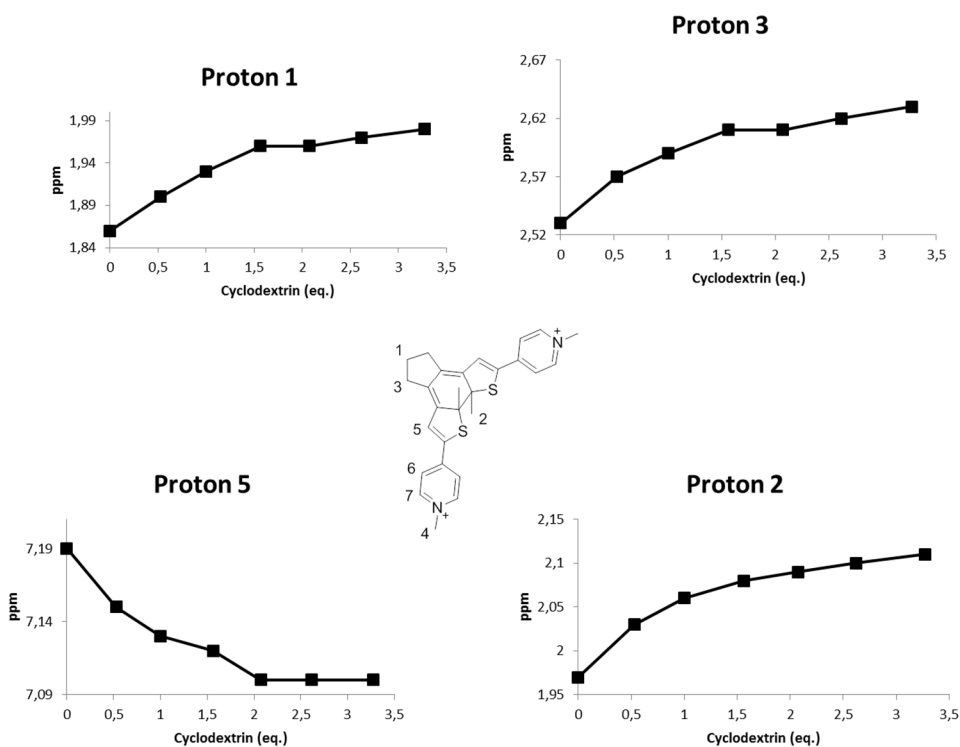 Proton 1
ppm
1,99
1,94
1,89
1,84
0 0,5 1 1,5 2 2,5 3 3,5
Cyclodextrin (eq.)
Proton 3
ppm
2,67
2,62
2,57
2,52
0 0,5 1 1,5 2 2,5 3 3,5
Cyclodextrin (eq.)
+
N
1
3
S
2
5
S
6
7
N
+
4
Proton 5
ppm
7,19
7,14
7,09
0 0,5 1 1,5 2 2,5 3 3,5
Cyclodextrin (eq.)
Proton 2
ppm
2,15
2,1
2,05
2
1,95
0 0,5 1 1,5 2 2,5 3 3,5
Cyclodextrin (eq.)